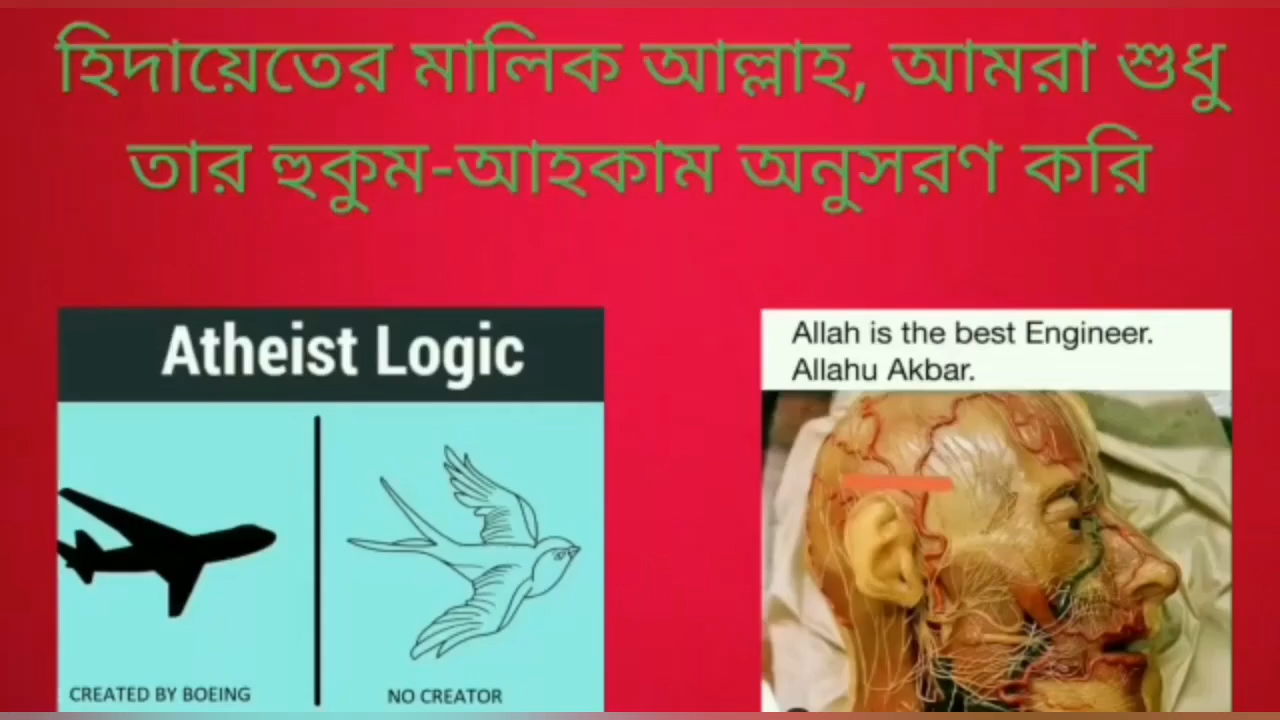 হিদায়েতের মালিক আল্লাহ, আমরা শুধু
তার হুকুম-আহকাম অনুসরণ করি
Atheist Logic
CREATED BY BOEING
NO CREATOR
Allah is the best Engineer.
Allahu Akbar.